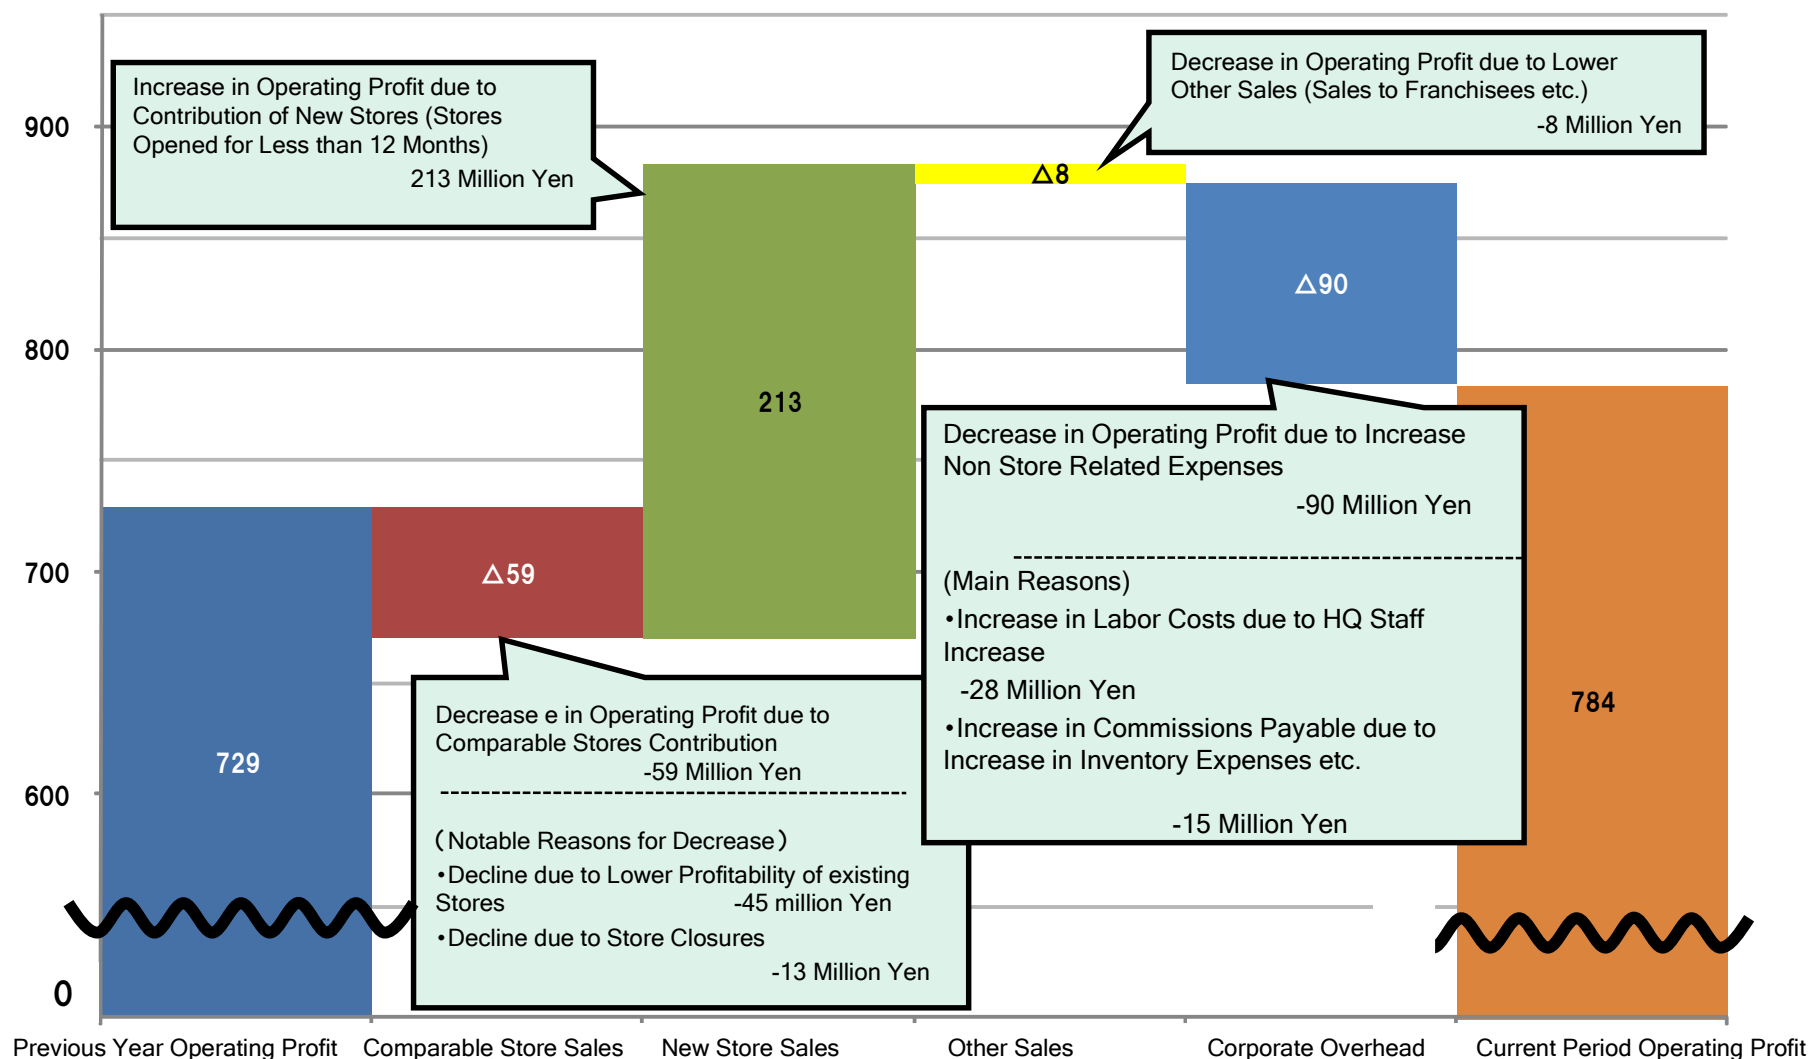 Increase in Operating Profit due to
Contribution of New Stores (Stores
Opened for Less than 12 Months)
213 Million Yen
Decrease in Operating Profit due to Lower
Other Sales (Sales to Franchisees etc.)
-8 Million Yen
900
800
700
600
0
729
△59
213
△8
△90
784
Decrease e in Operating Profit due to
Comparable Stores Contribution
-59 Million Yen
(Notable Reasons for Decrease)
•Decline due to Lower Profitability of existing
Stores -45 million Yen
•Decline due to Store Closures
-13 Million Yen
Decrease in Operating Profit due to Increase
Non Store Related Expenses
-90 Million Yen
(Main Reasons)
•Increase in Labor Costs due to HQ Staff
Increase
-28 Million Yen
•Increase in Commissions Payable due to
Increase in Inventory Expenses etc.
-15 Million Yen
Previous Year Operating Profit Comparable Store Sales New Store Sales Other Sales Corporate Overhead Current Period Operating Profit